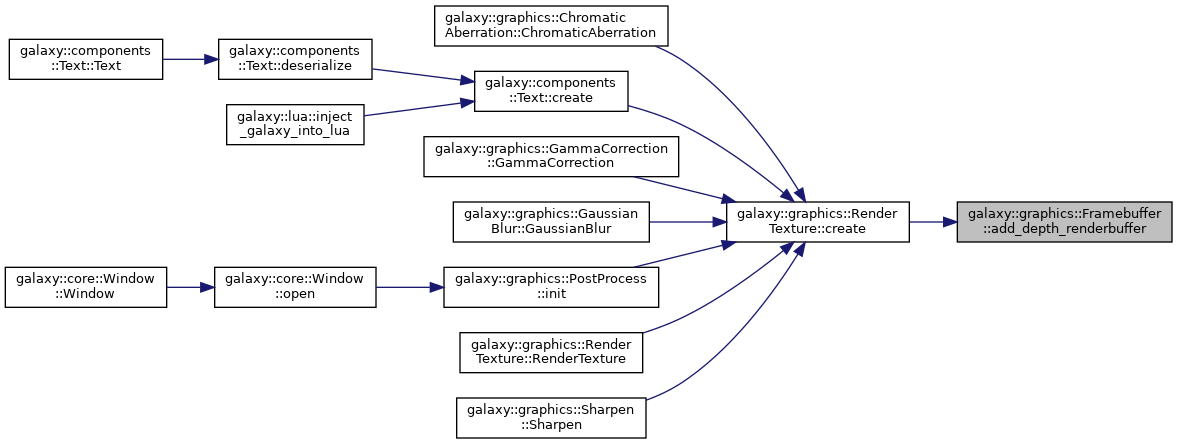 galaxy::graphics::Chromatic
Aberration::ChromaticAberration
galaxy::components
::Text::Text
galaxy::components
::Text::deserialize
galaxy::components
::Text::create
galaxy::lua::inject
_galaxy_into_lua
galaxy::graphics::GammaCorrection
::GammaCorrection
galaxy::graphics::Gaussian
Blur::GaussianBlur
galaxy::graphics::Render
Texture::create
galaxy::graphics::Framebuffer
::add_depth_renderbuffer
galaxy::core::Window
::Window
galaxy::core::Window
::open
galaxy::graphics::PostProcess
::init
galaxy::graphics::Render
Texture::RenderTexture
galaxy::graphics::Sharpen
::Sharpen